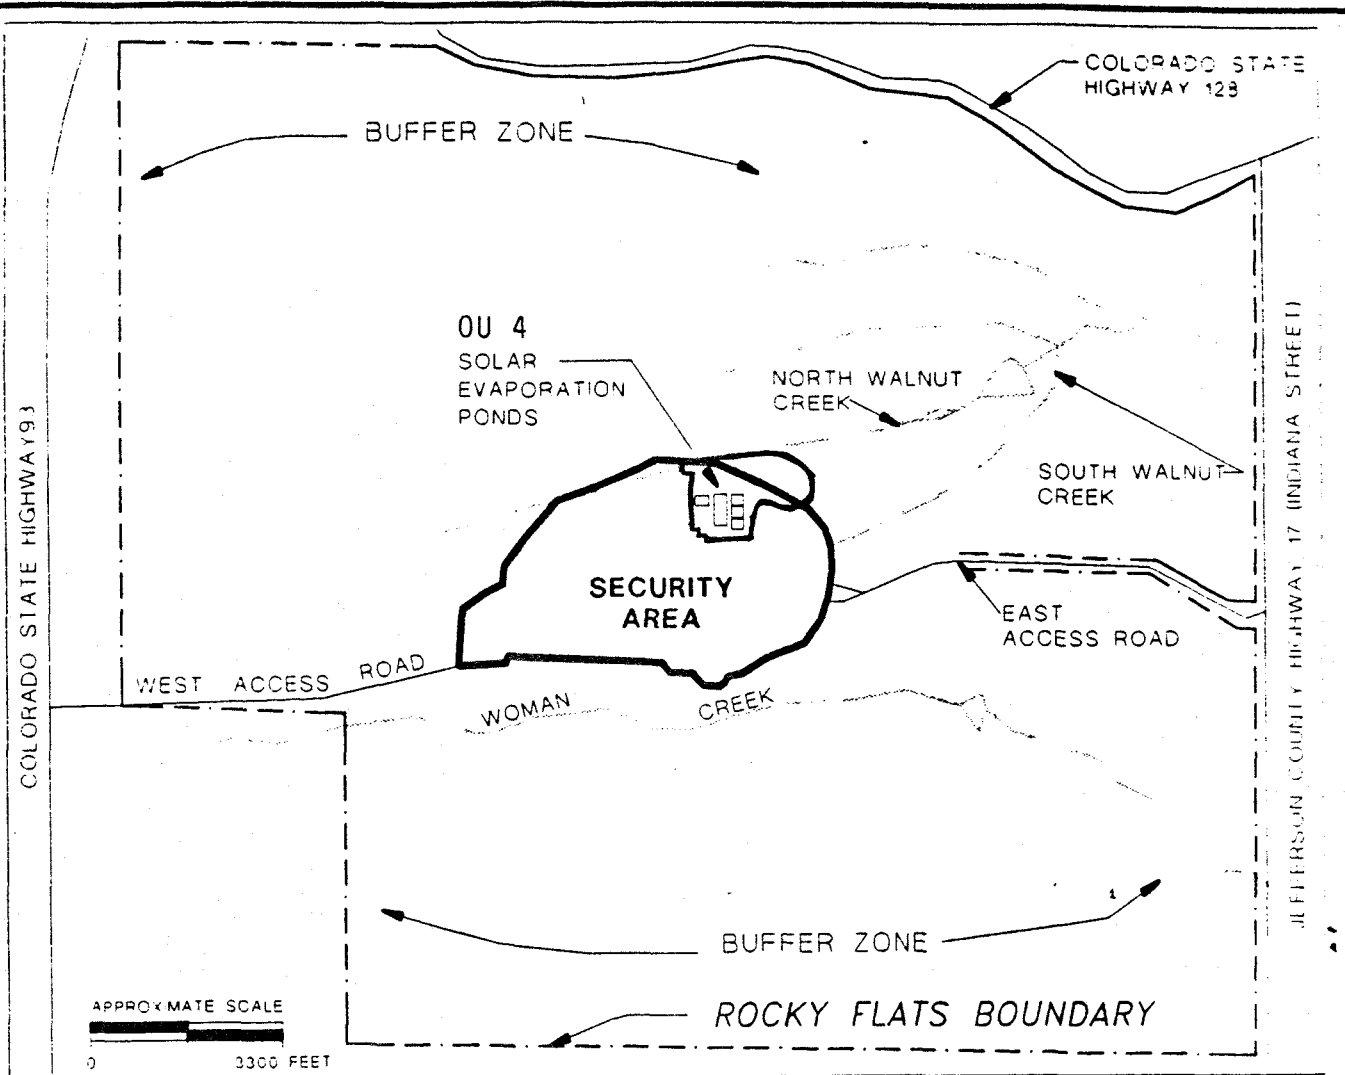 COLORADO STATE
HIGHWAY 128
BUFFER ZONE
OU 4
SOLAR
EVAPORATION
PONDS
NORTH WALNUT
CREEK
SOUTH WALNUT
CREEK
COLORADO STATE HIGHWAY 93
JEFFERSON COUNTY HIGHWAY 17 (INDIANA STREET)
SECURITY
AREA
EAST
ACCESS ROAD
WEST ACCESS ROAD
WOMAN CREEK
1
BUFFER ZONE
ROCKY FLATS BOUNDARY
APPROXIMATE SCALE
0 3300 FEET